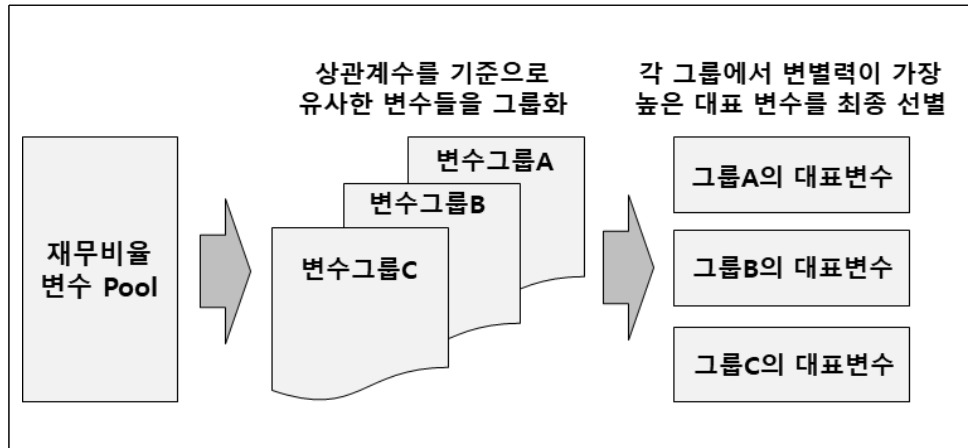 상관계수를 기준으로
유사한 변수들을 그룹화
각 그룹에서 변별력이 가장
높은 대표 변수를 최종 선별
재무비율
변수 Pool
변수그룹A
변수그룹B
변수그룹C
그룹A의 대표변수
그룹B의 대표변수
그룹C의 대표변수